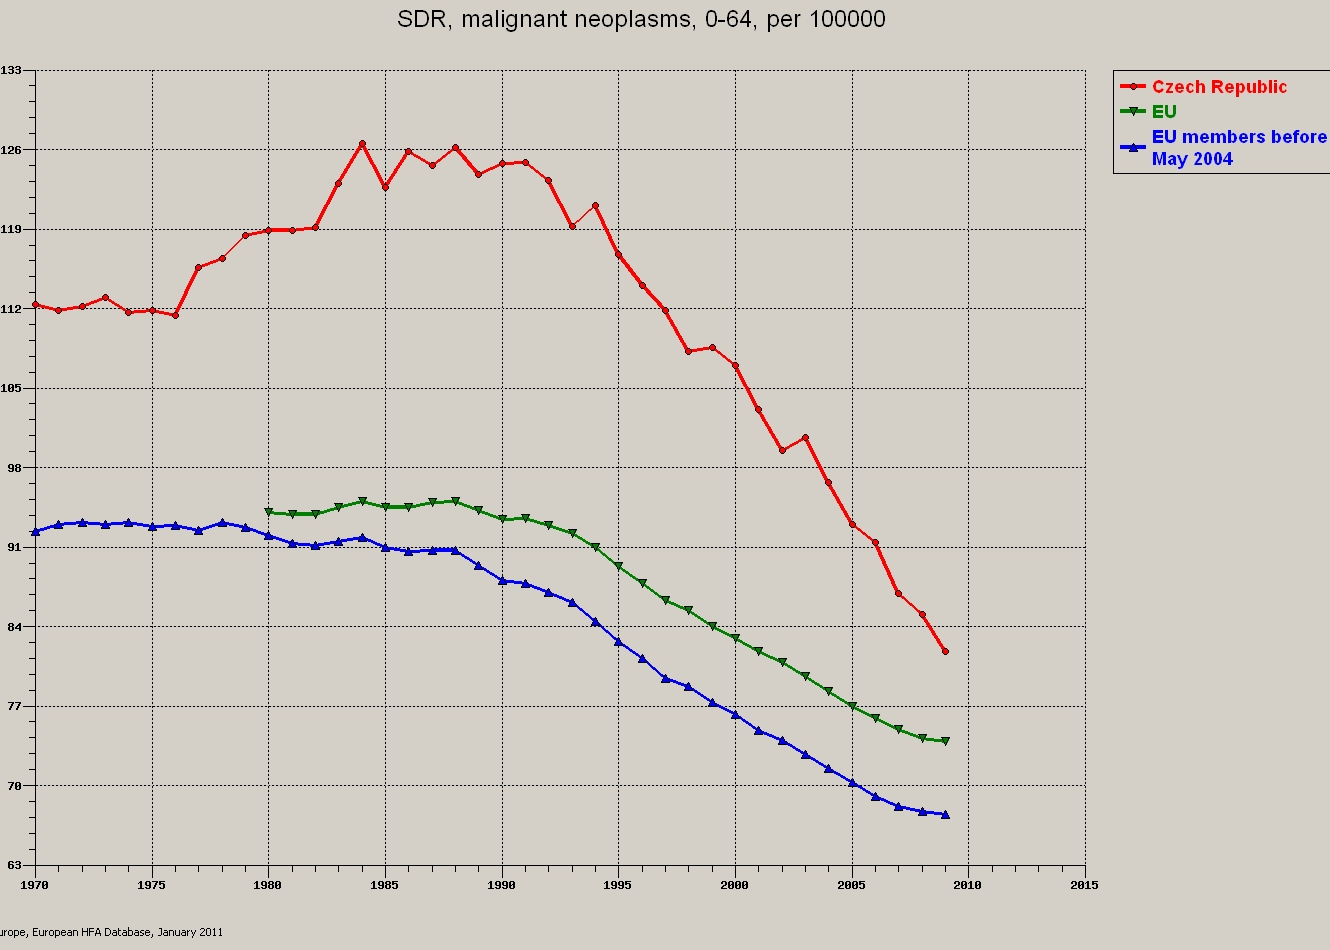 SDR, malignant neoplasms, 0-64, per 100000
133
126
119
112
105
98
91
84
77
70
63
1970 1975 1980 1985 1990 1995 2000 2005 2010 2015
Czech Republic
EU
EU members before
May 2004
urope, European HFA Database, January 2011